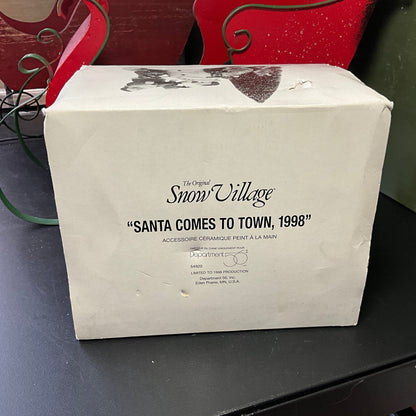 The Original
Snow Village
"SANTA COMES TO TOWN, 1998"
ACCESSOIRE CÉRAMIQUE PEINT À LA MAIN
Department 56
LIMITED TO 1998 PRODUCTION
Department 56, Inc.
Eden Prairie, MN, U.S.A.